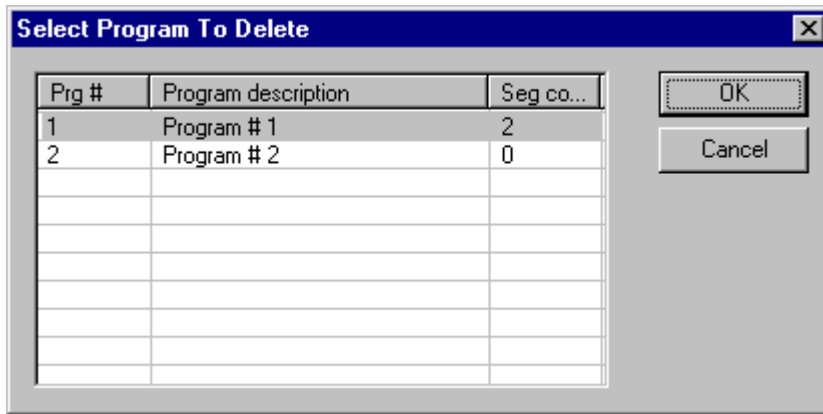 Select Program To Delete
Prg # Program description Seg co...
1 Program # 1 2
2 Program # 2 0
OK
Cancel